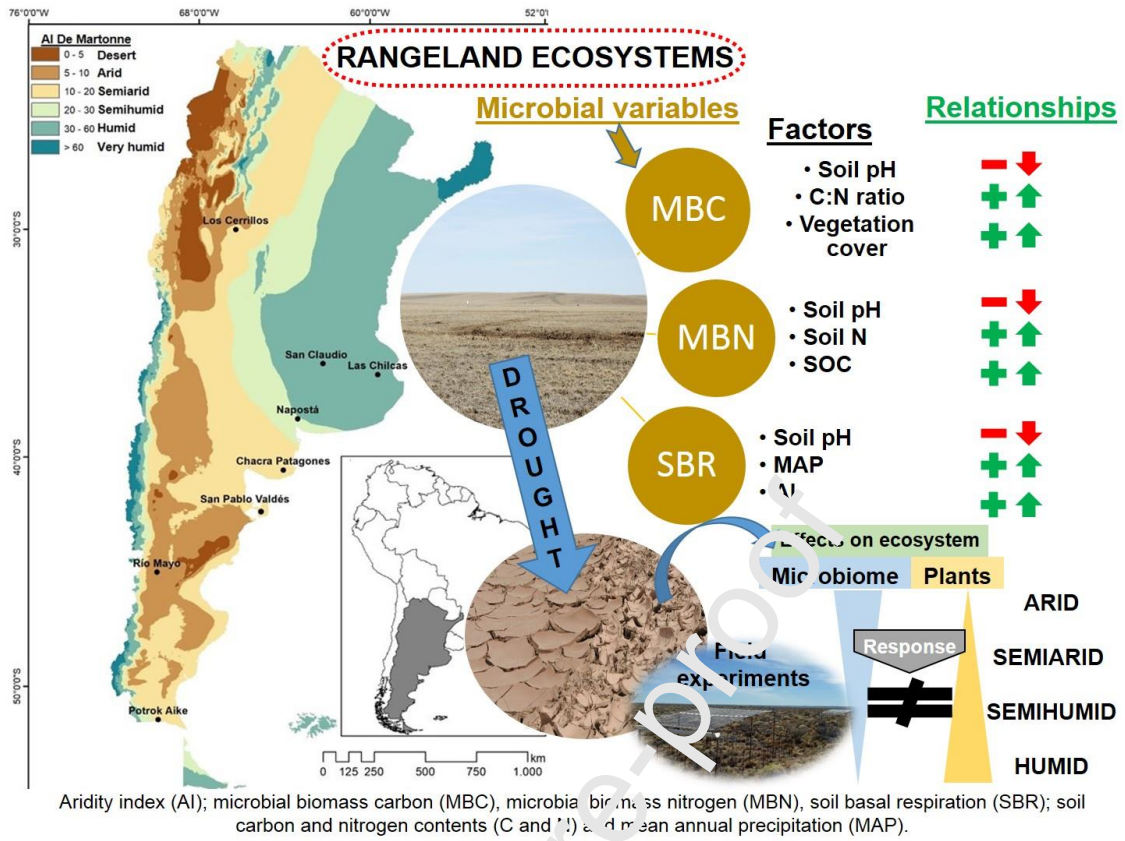 76°0'0"W
68°0'0"W
60°0'0"W
52°0'
AI De Martonne
0 - 5 Desert
5 - 10 Arid
10 - 20 Semiarid
20 - 30 Semihumid
30 - 60 Humid
> 60 Very humid
30°0'0"S
40°0'0"S
50°0'0"S
Los Cerrillos
San Claudio
Las Chilcas
Napostá
Chacra Patagones
San Pablo Valdés
Río Mayo
Potrok Aike
0 125 250 500 750 1.000
km
RANGELAND ECOSYSTEMS
Microbial variables
Factors
Relationships
MBC
• Soil pH
• C:N ratio
• Vegetation
cover
MBN
• Soil pH
• Soil N
• SOC
SBR
• Soil pH
• MAP
• AI
DROUGHT
Effects on ecosystem
Microbiome
Plants
Response
ARID
SEMIARID
SEMIHUMID
HUMID
Field
experiments
re-proof
Aridity index (AI); microbial biomass carbon (MBC), microbial biomass nitrogen (MBN), soil basal respiration (SBR); soil
carbon and nitrogen contents (C and N) and mean annual precipitation (MAP).